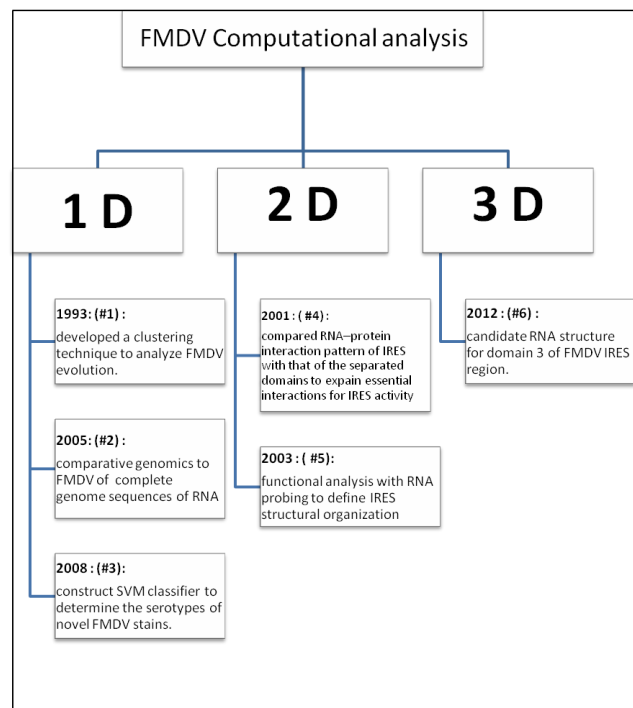 FMDV Computational analysis
1 D
2 D
3 D
1993: (#1):
developed a clustering
technique to analyze FMDV
evolution.
2005: (#2) :
comparative genomics to
FMDV of complete
genome sequences of RNA
2008 : (#3):
construct SVM classifier to
determine the serotypes of
novel FMDV stains.
2001 : ( #4) :
compared RNA–protein
interaction pattern of IRES
with that of the separated
domains to expain essential
interactions for IRES activity
2003 : ( #5):
functional analysis with RNA
probing to define IRES
structural organization
2012: (#6) :
candidate RNA structure
for domain 3 of FMDV IRES
region.